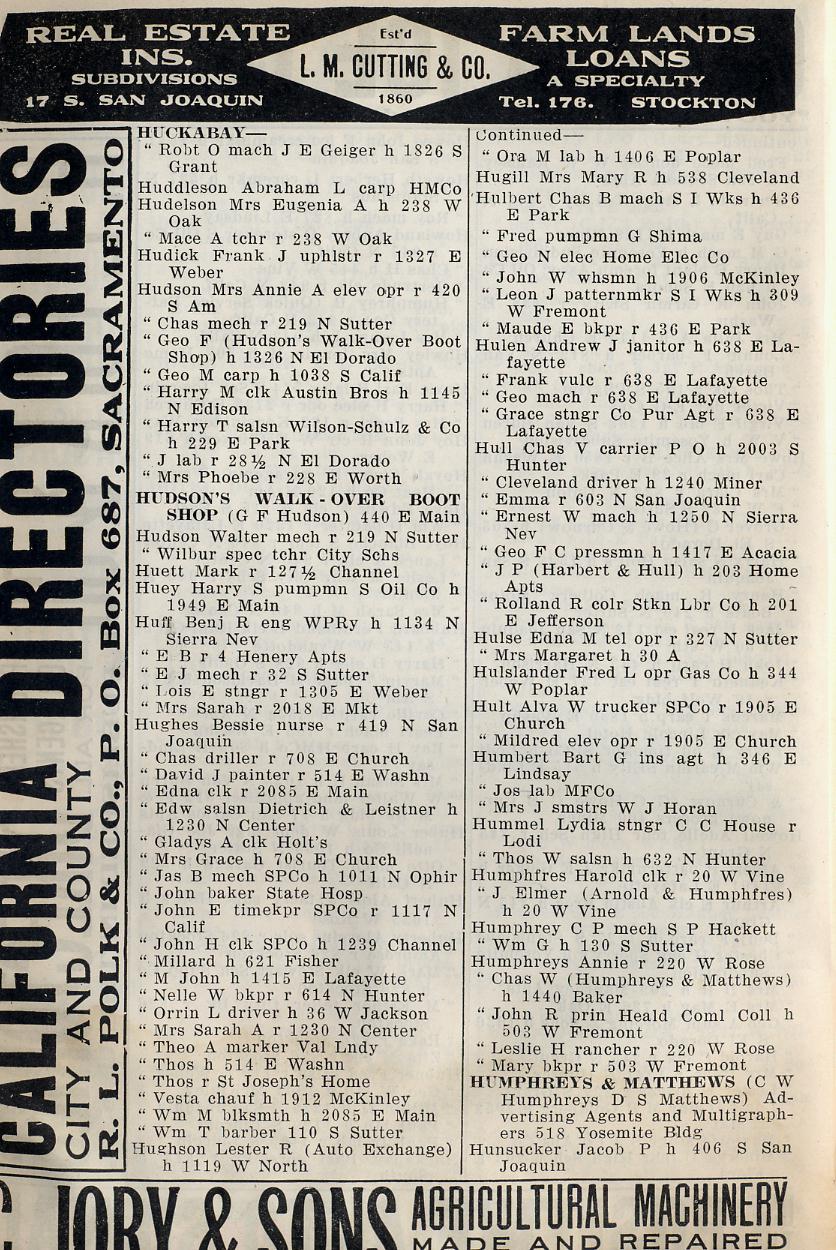 REAL ESTATE
INS.
SUBDIVISIONS
17 S. SAN JOAQUIN
Est'd
L. M. CUTTING & CO.
1860
FARM LANDS
LOANS
A SPECIALTY
Tel. 176. STOCKTON
CALIFORNIA DIRECTORIES
CITY AND COUNTY
R. L. POLK & CO., P. O. Box 687, SACRAMENTO
HUCKABAY—
" Robt O mach J E Geiger h 1826 S
Grant
Huddleson Abraham L carp HMCo
Hudelson Mrs Eugenia A h 238 W
Oak
" Mace A tchr r 238 W Oak
Hudick Frank J uphlstr r 1327 E
Weber
Hudson Mrs Annie A elev opr r 420
S Am
" Chas mech r 219 N Sutter
" Geo F (Hudson's Walk-Over Boot
Shop) h 1326 N El Dorado
" Geo M carp h 1038 S Calif
" Harry M clk Austin Bros h 1145
N Edison
" Harry T salsn Wilson-Schulz & Co
h 229 E Park
" J lab r 28½ N El Dorado
" Mrs Phoebe r 228 E Worth
HUDSON'S WALK-OVER BOOT
SHOP (G F Hudson) 440 E Main
Hudson Walter mech r 219 N Sutter
" Wilbur spec tchr City Schs
Huett Mark r 127½ Channel
Huey Harry S pumpmn S Oil Co h
1949 E Main
Huff Benj R eng WPRy h 1134 N
Sierra Nev
" E B r 4 Henery Apts
" E J mech r 32 S Sutter
" Lois E stngr r 1305 E Weber
" Mrs Sarah r 2018 E Mkt
Hughes Bessie nurse r 419 N San
Joaquin
" Chas driller r 708 E Church
" David J painter r 514 E Washn
" Edna clk r 2085 E Main
" Edw salsn Dietrich & Leistner h
1230 N Center
" Gladys A clk Holt's
" Mrs Grace h 708 E Church
" Jas B mech SPCo h 1011 N Ophir
" John baker State Hosp
" John E timekpr SPCo r 1117 N
Calif
" John H clk SPCo h 1239 Channel
" Millard h 621 Fisher
" M John h 1415 E Lafayette
" Nelle W bkpr r 614 N Hunter
" Orrin L driver h 36 W Jackson
" Mrs Sarah A r 1230 N Center
" Theo A marker Val Lndy
" Thos h 514 E Washn
" Thos r St Joseph's Home
" Vesta chauf h 1912 McKinley
" Wm M blksmth h 2085 E Main
" Wm T barber 110 S Sutter
Hughson Lester R (Auto Exchange)
h 1119 W North
Continued—
" Ora M lab h 1406 E Poplar
Hugill Mrs Mary R h 538 Cleveland
Hulbert Chas B mach S I Wks h 436
E Park
" Fred pumpmn G Shima
" Geo N elec Home Elec Co
" John W whsmn h 1906 McKinley
" Leon J patternmkr S I Wks h 309
W Fremont
" Maude E bkpr r 436 E Park
Hulen Andrew J janitor h 638 E La-
fayette
" Frank vulc r 638 E Lafayette
" Geo mach r 638 E Lafayette
" Grace stngr Co Pur Agt r 638 E
Lafayette
Hull Chas V carrier P O h 2003 S
Hunter
" Cleveland driver h 1240 Miner
" Emma r 603 N San Joaquin
" Ernest W mach h 1250 N Sierra
Nev
" Geo F C pressmn h 1417 E Acacia
" J P (Harbert & Hull) h 203 Home
Apts
" Rolland R colr Stkn Lbr Co h 201
E Jefferson
Hulse Edna M tel opr r 327 N Sutter
" Mrs Margaret h 30 A
Hulslander Fred L opr Gas Co h 344
W Poplar
Hult Alva W trucker SPCo r 1905 E
Church
" Mildred elev opr r 1905 E Church
Humbert Bart G ins agt h 346 E
Lindsay
" Jos lab MFCo
" Mrs J smstrs W J Horan
Hummel Lydia stngr C C House r
Lodi
" Thos W salsn h 632 N Hunter
Humphfres Harold clk r 20 W Vine
" J Elmer (Arnold & Humphfres)
h 20 W Vine
Humphrey C P mech S P Hackett
" Wm G h 130 S Sutter
Humphreys Annie r 220 W Rose
" Chas W (Humphreys & Matthews)
h 1440 Baker
" John R prin Heald Coml Coll h
503 W Fremont
" Leslie H rancher r 220 W Rose
" Mary bkpr r 503 W Fremont
HUMPHREYS & MATTHEWS (C W
Humphreys D S Matthews) Ad-
vertising Agents and Multigraph-
ers 518 Yosemite Bldg
Hunsucker Jacob P h 406 S San
Joaquin
JORY & SONS
AGRICULTURAL MACHINERY
MADE AND REPAIRED